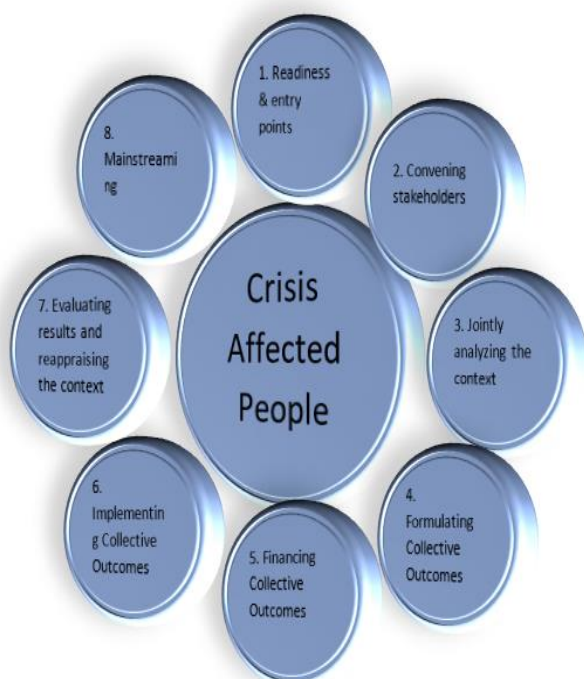 1. Readiness
& entry
points
2. Convening
stakeholders
3. Jointly
analyzing the
context
4.
Formulating
Collective
Outcomes
5. Financing
Collective
Outcomes
6.
Implementin
g Collective
Outcomes
7. Evaluating
results and
reappraising
the context
8.
Mainstreami
ng
Crisis
Affected
People